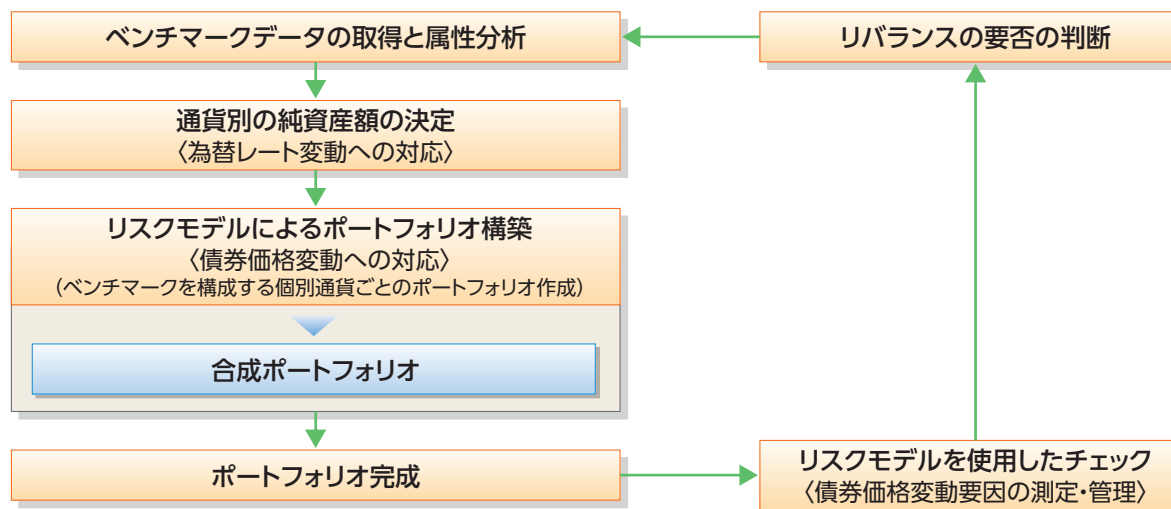 ベンチマークデータの取得と属性分析
リバランスの要否の判断
通貨別の純資産額の決定
〈為替レート変動への対応〉
リスクモデルによるポートフォリオ構築
〈債券価格変動への対応〉
(ベンチマークを構成する個別通貨ごとのポートフォリオ作成)
合成ポートフォリオ
ポートフォリオ完成
リスクモデルを使用したチェック
〈債券価格変動要因の測定・管理〉